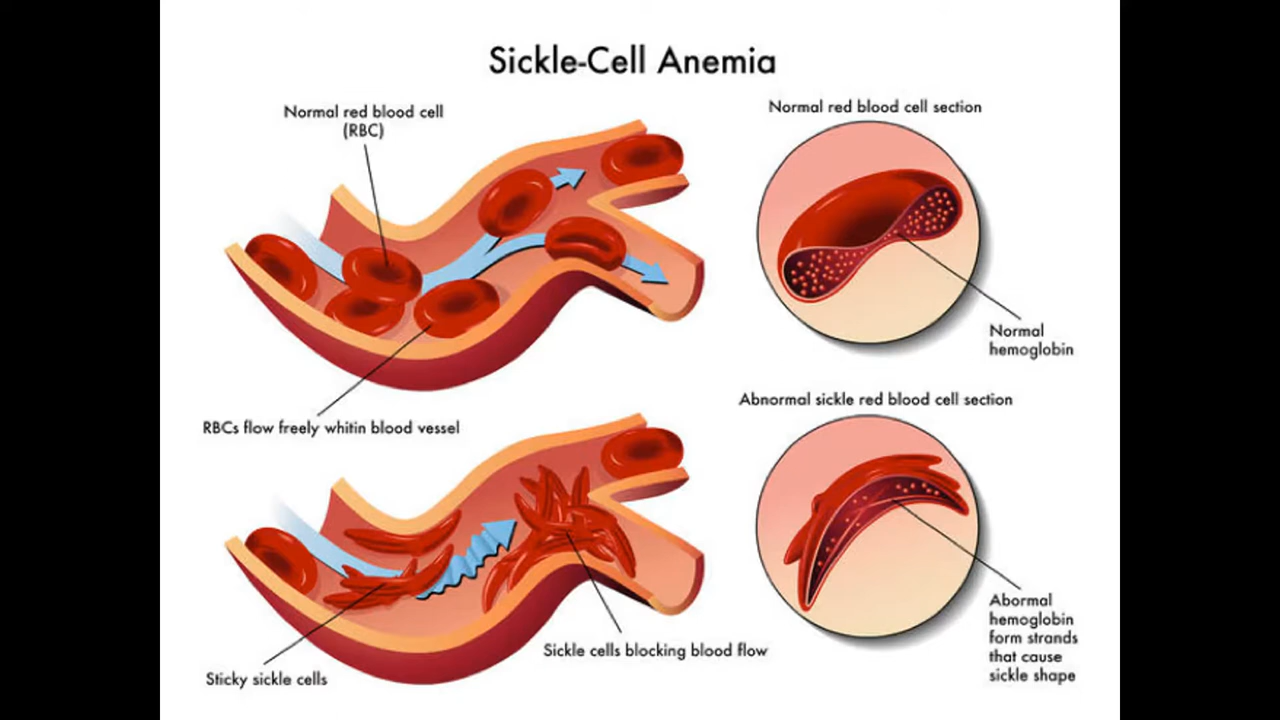 Sickle-Cell Anemia
Normal red blood cell
(RBC)
Normal red blood cell section
Normal
hemoglobin
RBCs flow freely whitin blood vessel
Abnormal sickle red blood cell section
Sticky sickle cells
Sickle cells blocking blood flow
Abormal
hemoglobin
form strands
that cause
sickle shape